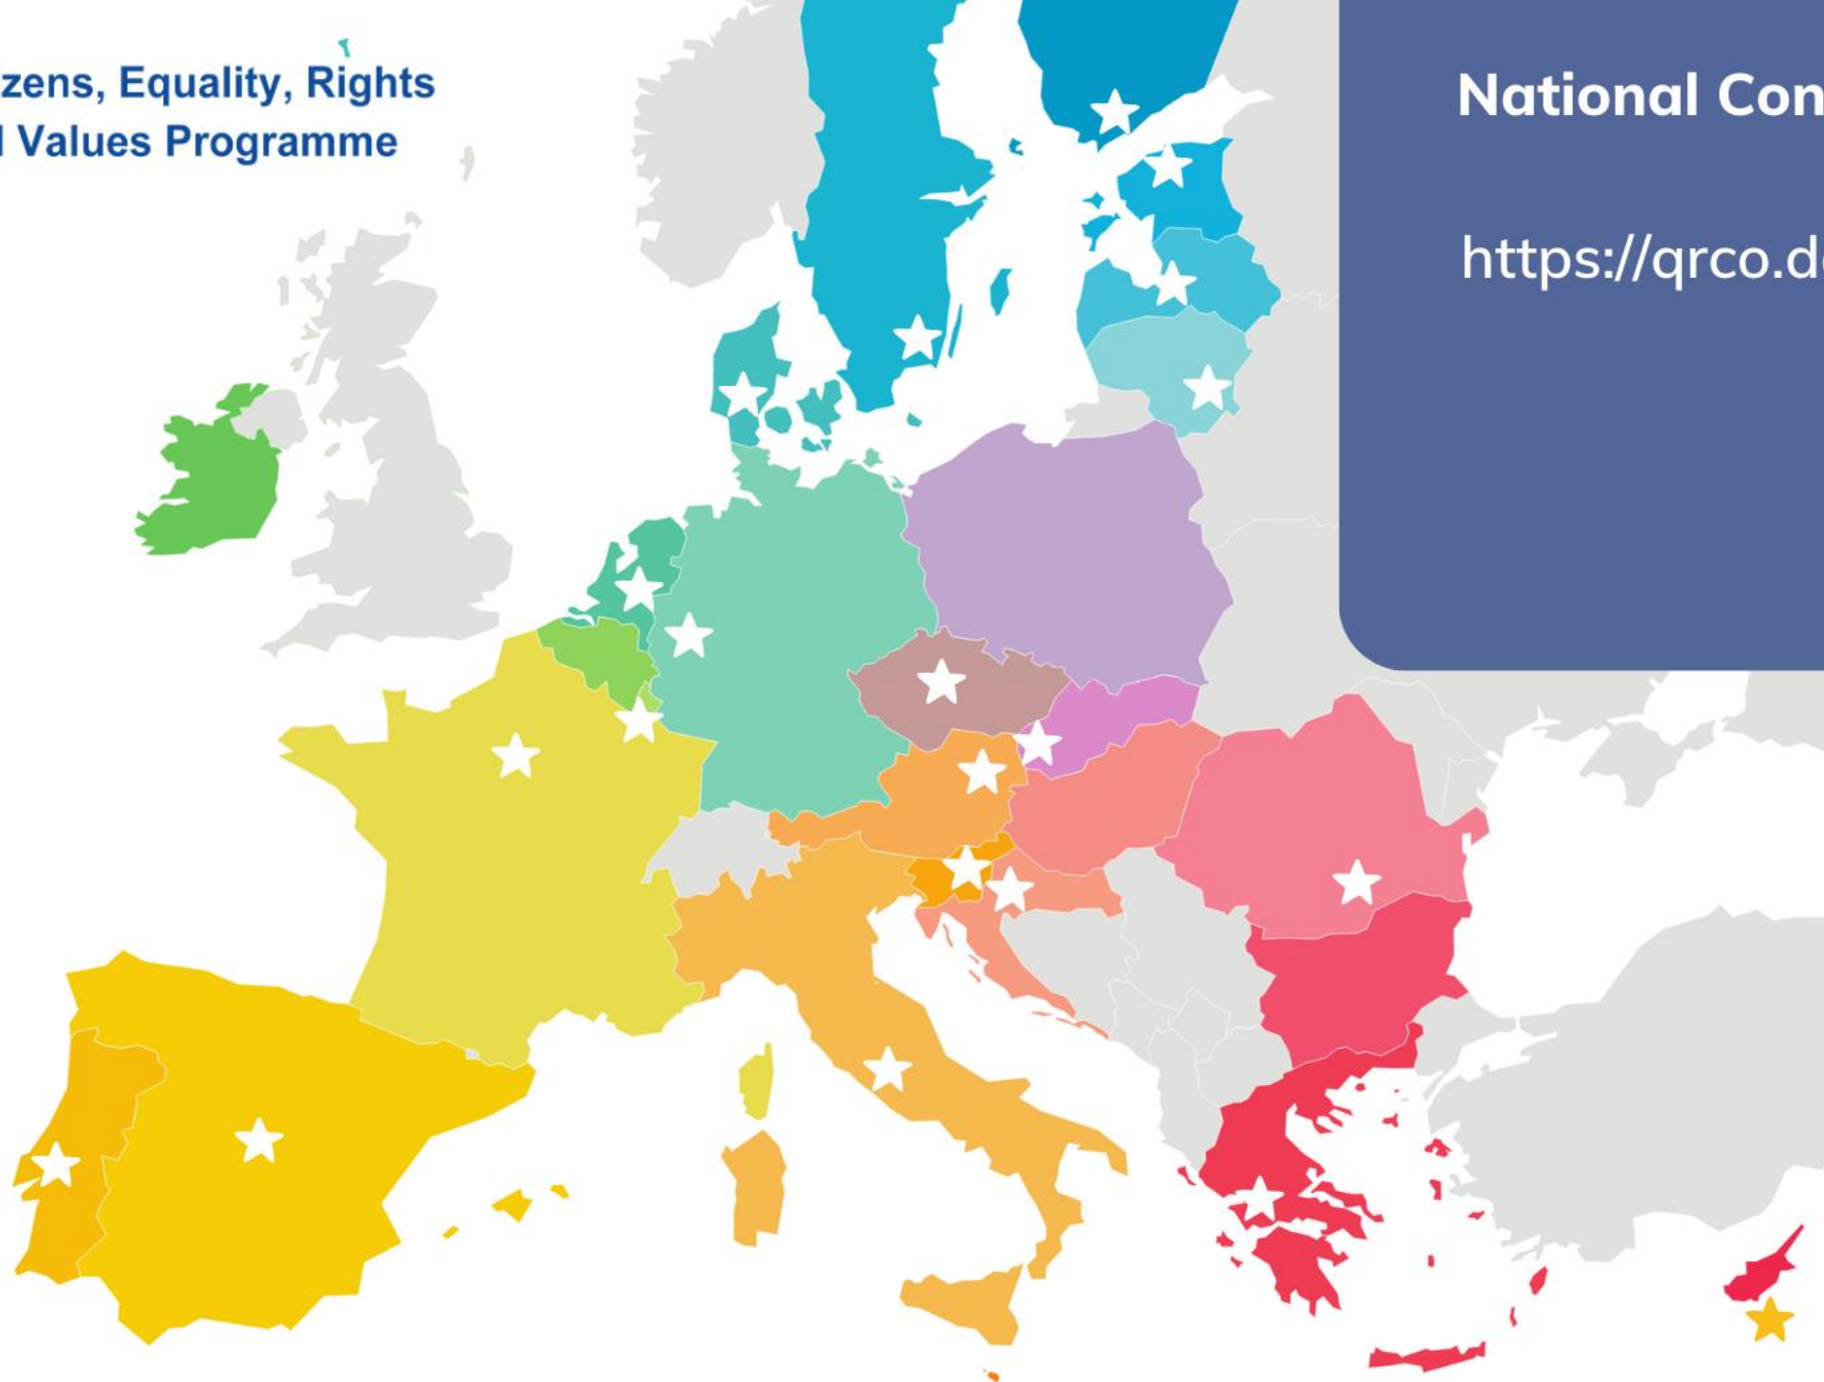 zens, Equality, Rights
Values Programme
National Con
https://qrco.d